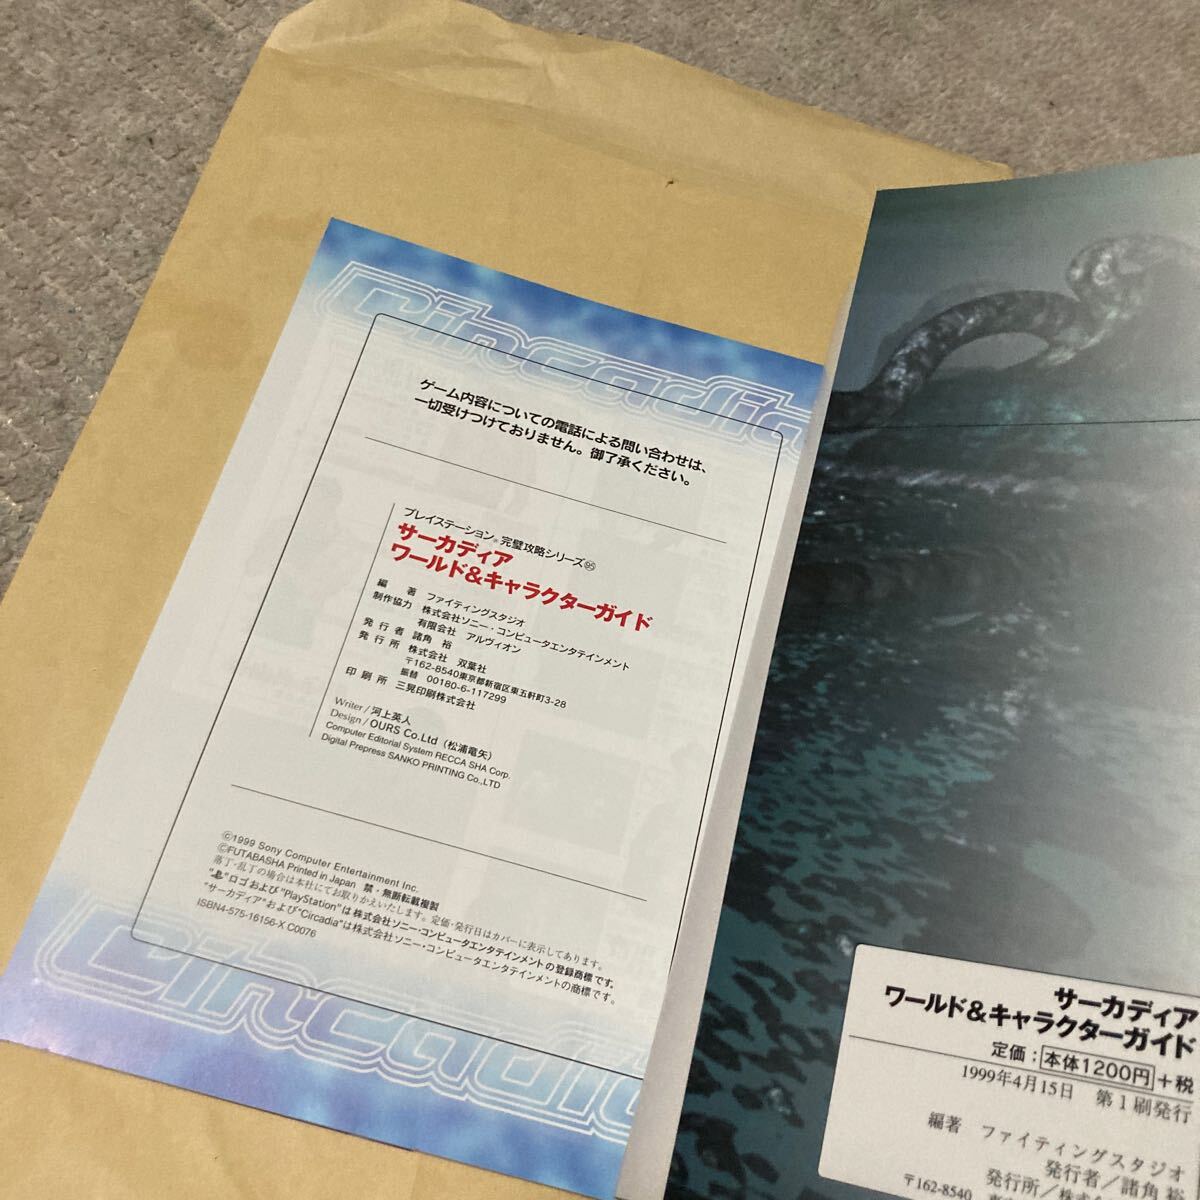 Circadia
ゲーム内容についての電話による問い合わせは、
一切受けつけておりません。御了承ください。
プレイステーション® 完璧攻略シリーズ95
サーカディア
ワールド&キャラクターガイド
編 著 ファイティングスタジオ
制作協力 株式会社ソニー・コンピュータエンタテインメント
有限会社 アルヴィオン
発行者 諸角 裕
発行所 株式会社 双葉社
〒162-8540東京都新宿区東五軒町3-28
振替 00180-6-117299
印刷所 三晃印刷株式会社
Writer/河上英人
Design/OURS Co.Ltd(松浦竜矢)
Computer Editorial System RECCA SHA Corp.
Digital Prepress SANKO PRINTING Co.,LTD
©1999 Sony Computer Entertainment Inc.
©FUTABASHA Printed in Japan 禁・無断転載複製
落丁・乱丁の場合は本社にてお取りかえいたします。定価・発行日はカバーに表示してあります。
"PS"ロゴおよび"PlayStation"は株式会社ソニー・コンピュータエンタテインメントの登録商標です。
"サーカディア"および"Circadia"は株式会社ソニー・コンピュータエンタテインメントの商標です。
ISBN4-575-16156-X C0076
Circadia
サーカディア
ワールド&キャラクターガイド
定価:本体1200円+税
1999年4月15日 第1刷発行
編著 ファイティングスタジオ
発行者/諸角 裕
発行所/株式
〒162-8540